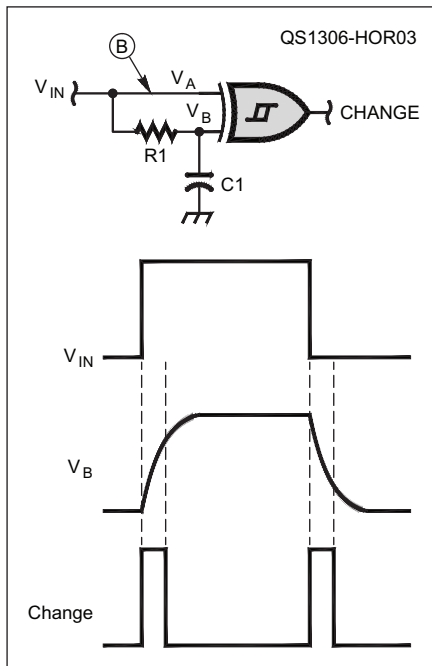 QS1306-HOR03
B
V IN
V A
V B
CHANGE
R1
C1
V IN
V B
Change